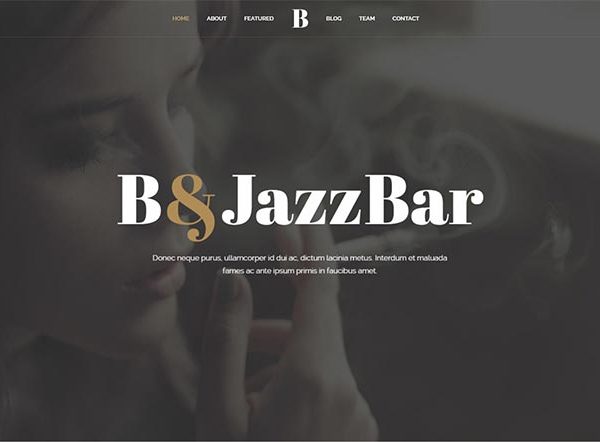 HOME ABOUT FEATURED B BLOG TEAM CONTACT
B&JazzBar
Donec neque purus, ullamcorper id dui ac, dictum lacinia metus. Interdum et maluada
fames ac ante ipsum primis in faucibus amet.